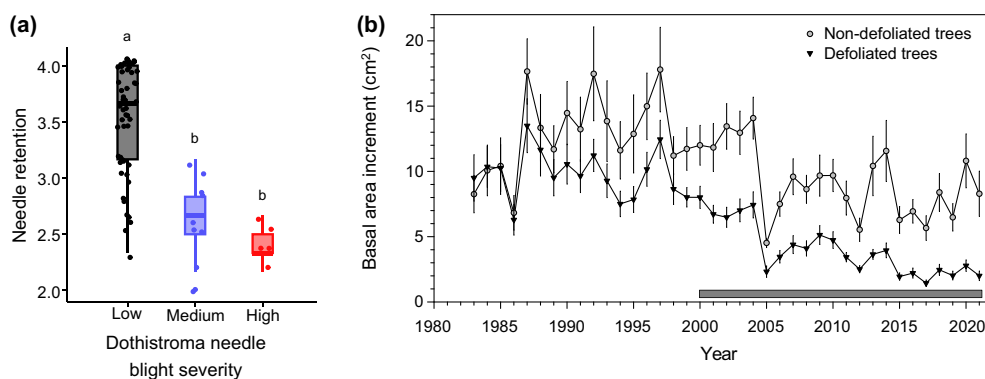 (a)
a
b
b
4.0
3.5
3.0
2.5
2.0
Needle retention
Low
Medium
High
Dothistroma needle
blight severity
(b)
Non-defoliated trees
Defoliated trees
20
15
10
5
0
Basal area increment (cm²)
1980
1985
1990
1995
2000
2005
2010
2015
2020
Year